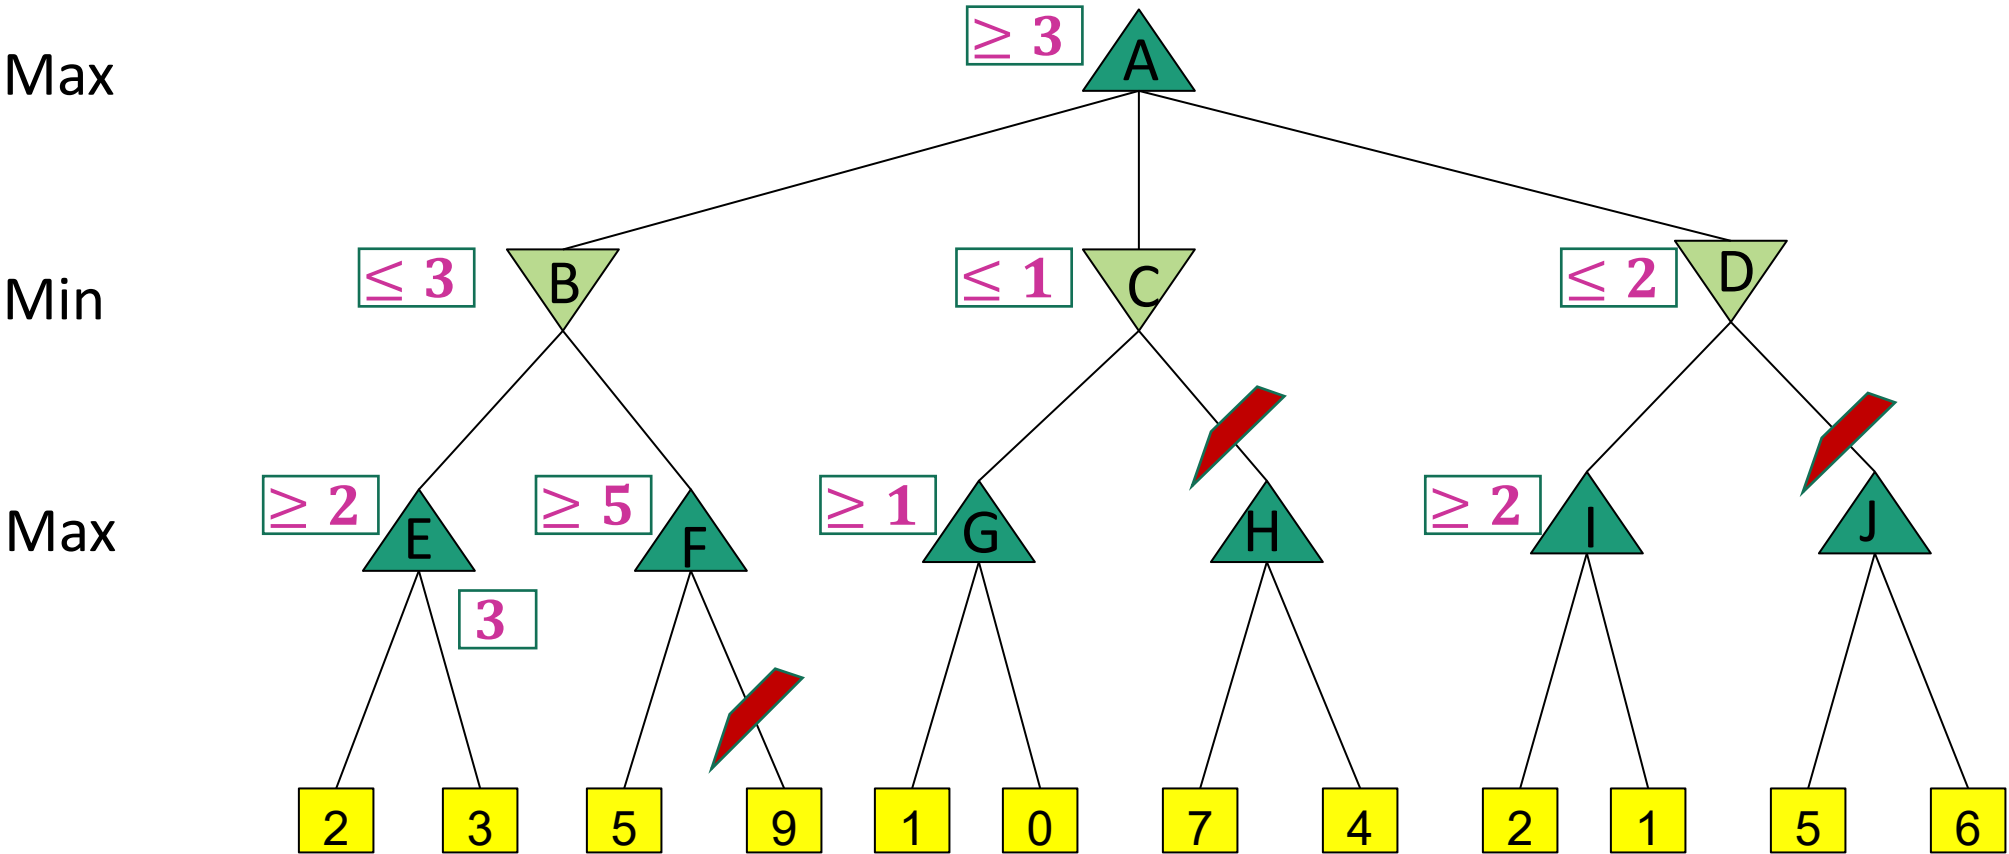 Max
≥ 3
A
Min
≤ 3
B
≤ 1
C
≤ 2
D
Max
≥ 2
E
≥ 5
F
≥ 1
G
H
≥ 2
I
J
3
2 3 5 9 1 0 7 4 2 1 5 6